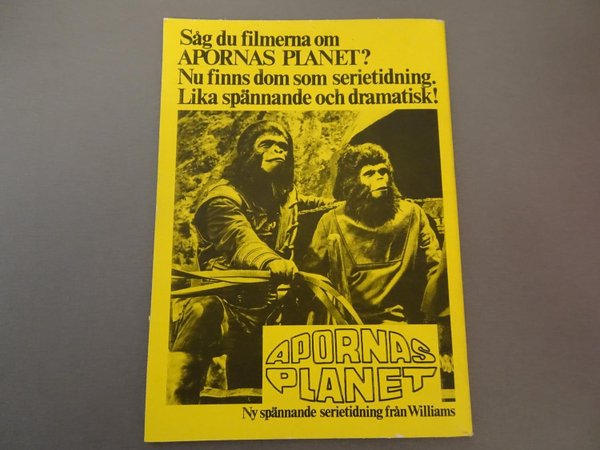 Såg du filmerna om
APORNAS PLANET?
Nu finns dom som serietidning.
Lika spännande och dramatisk!
APORNAS
PLANET
Ny spännande serietidning från Williams